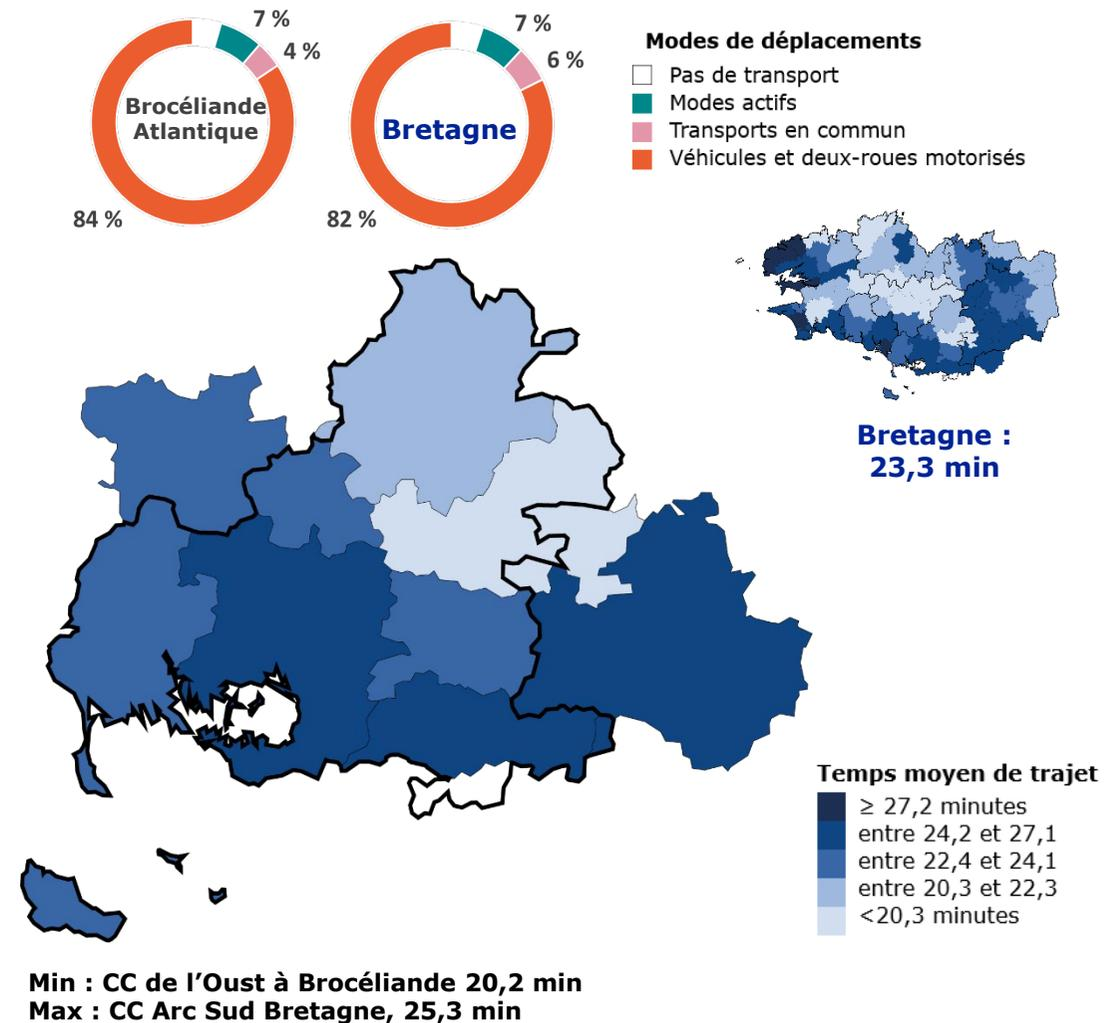 7 %
4 %
Brocéliande
Atlantique
84 %
7 %
6 %
Bretagne
82 %
Modes de déplacements
Pas de transport
Modes actifs
Transports en commun
Véhicules et deux-roues motorisés
Bretagne :
23,3 min
Temps moyen de trajet
≥ 27,2 minutes
entre 24,2 et 27,1
entre 22,4 et 24,1
entre 20,3 et 22,3
<20,3 minutes
Min : CC de l’Oust à Brocéliande 20,2 min
Max : CC Arc Sud Bretagne, 25,3 min